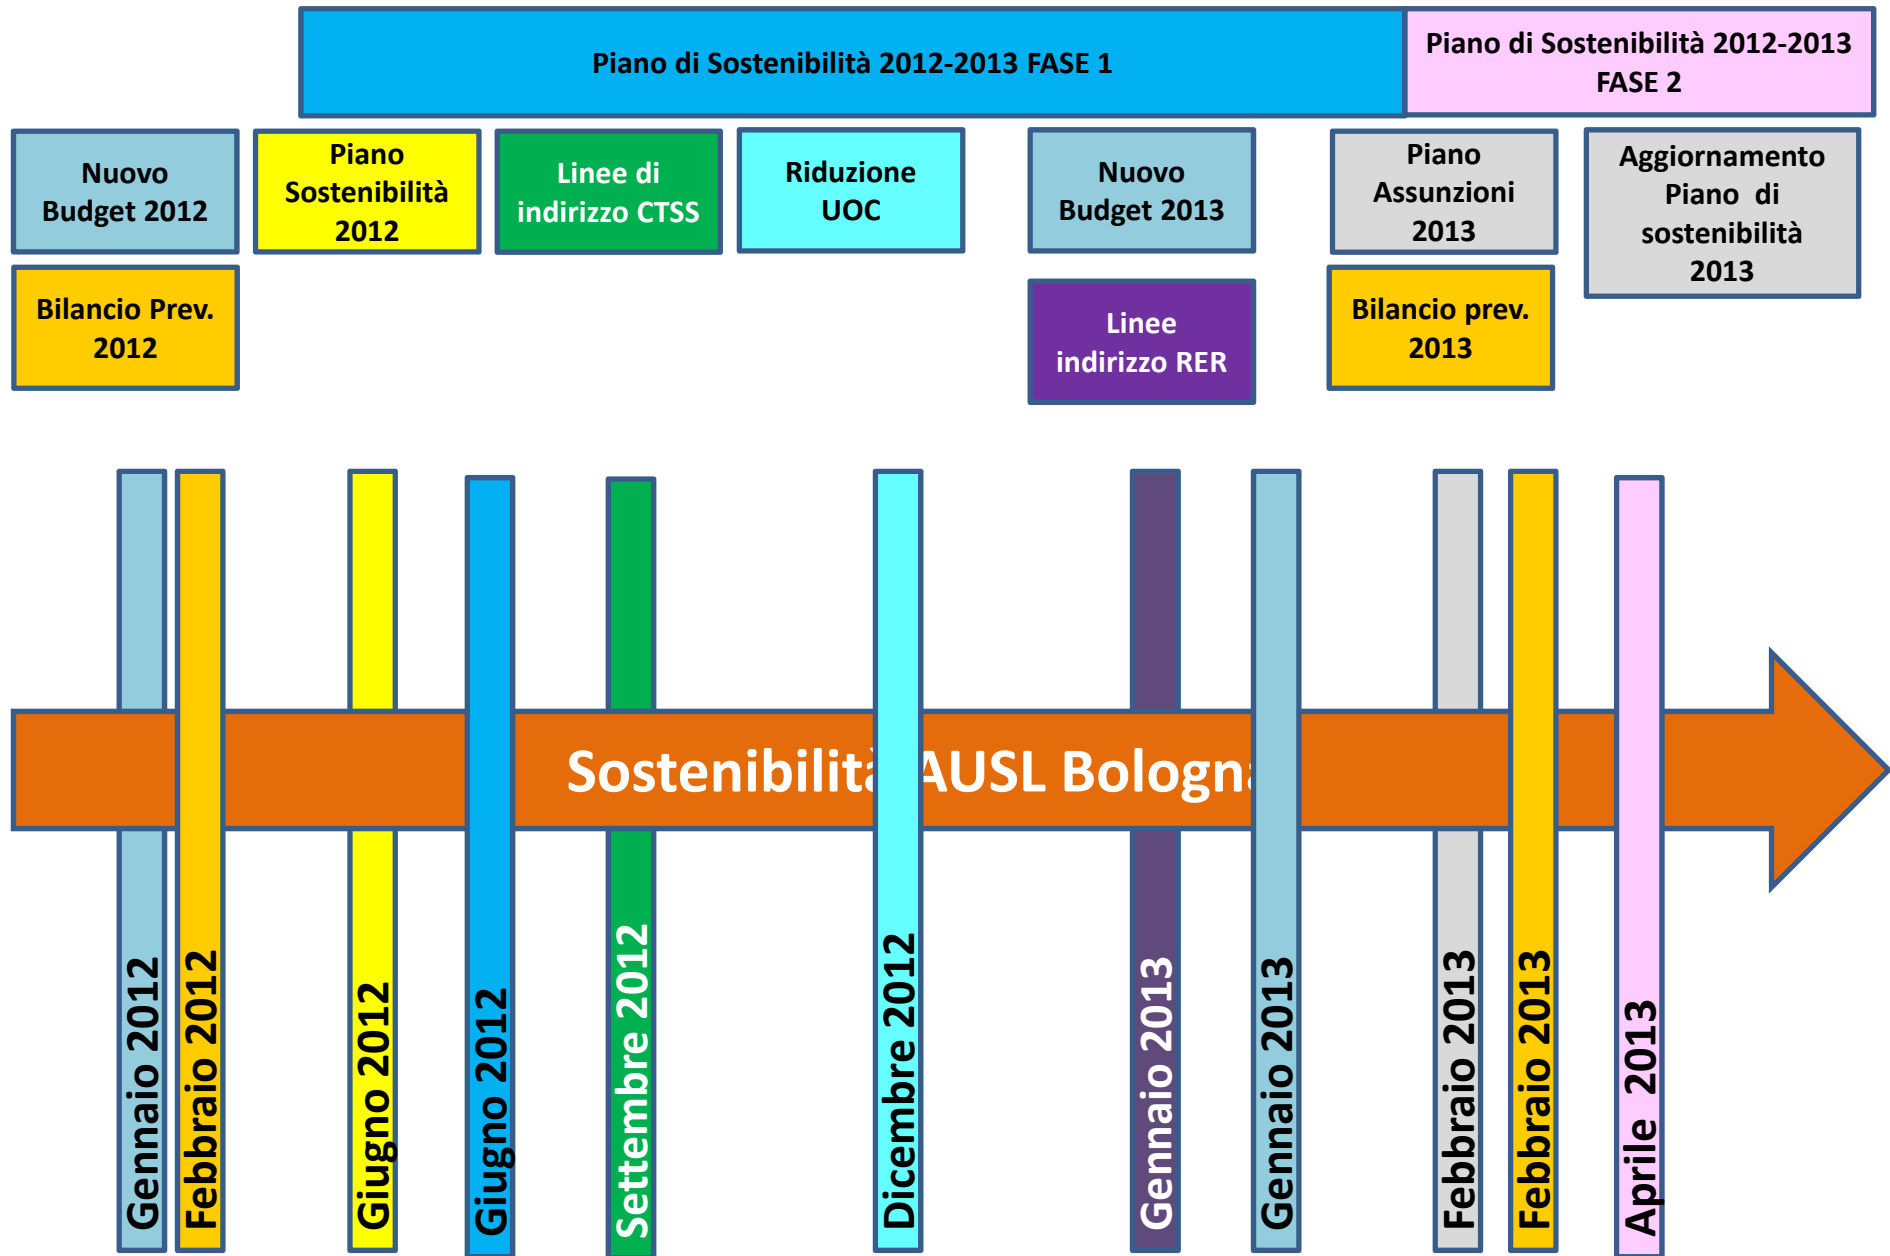 Piano di Sostenibilità 2012-2013 FASE 1
Piano di Sostenibilità 2012-2013
FASE 2
Nuovo
Budget 2012
Piano
Sostenibilità
2012
Linee di
indirizzo CTSS
Riduzione
UOC
Nuovo
Budget 2013
Piano
Assunzioni
2013
Aggiornamento
Piano di
sostenibilità
2013
Bilancio Prev.
2012
Linee
indirizzo RER
Bilancio prev.
2013
Sostenibilità AUSL Bologna
Gennaio 2012
Febbraio 2012
Giugno 2012
Giugno 2012
Settembre 2012
Dicembre 2012
Gennaio 2013
Gennaio 2013
Febbraio 2013
Febbraio 2013
Aprile 2013